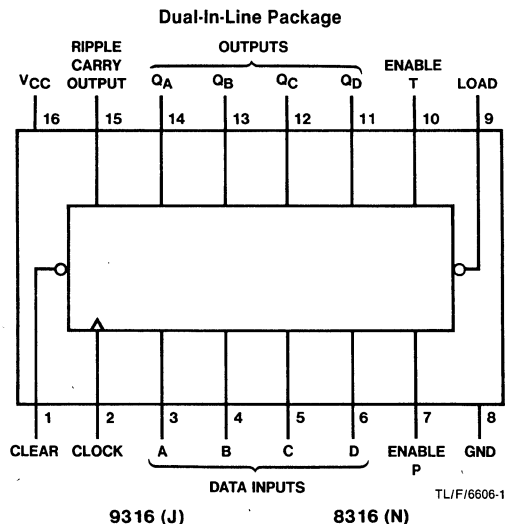 Dual-In-Line Package
RIPPLE CARRY OUTPUT
OUTPUTS
VCC
QA QB QC QD
ENABLE T
LOAD
16 15 14 13 12 11 10 9
1 2 3 4 5 6 7 8
CLEAR CLOCK A B C D ENABLE P GND
DATA INPUTS
TL/F/6606-1
9316 (J) 8316 (N)